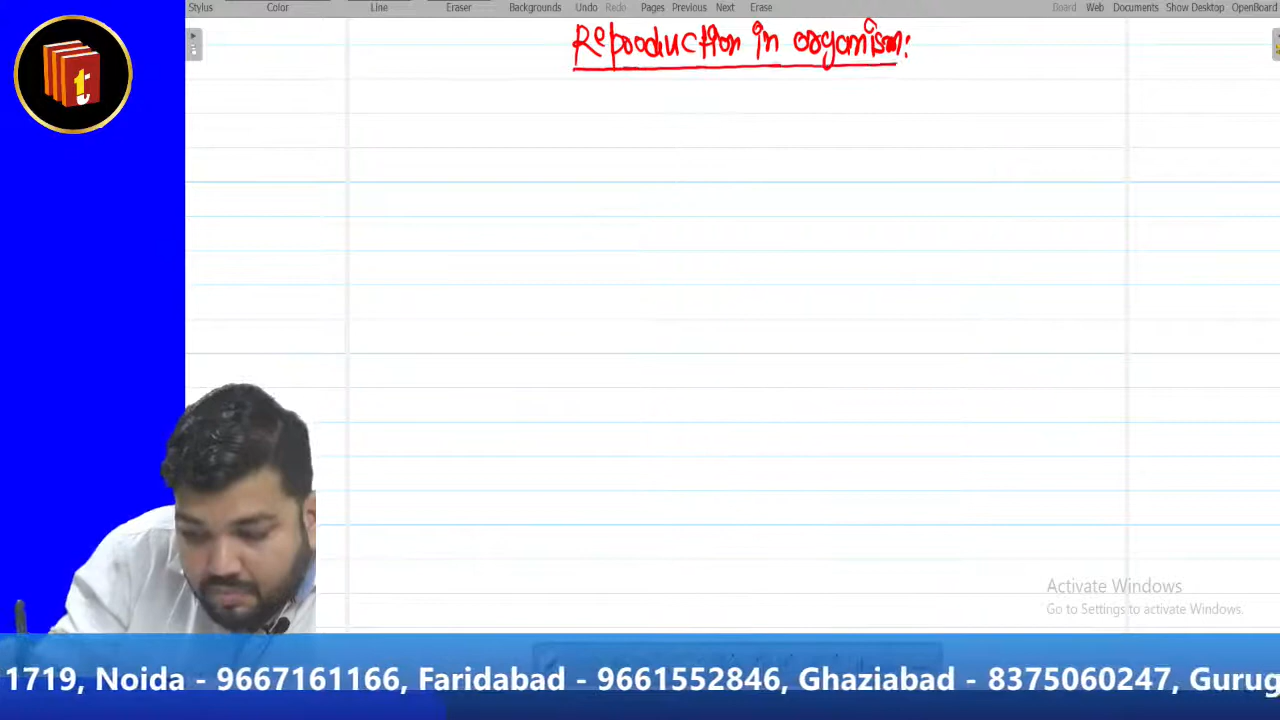 Stylus Color Line Eraser Backgrounds Undo Redo Pages Previous Next Erase Board Web Documents Show Desktop OpenBoard
Reproduction in organism:
t
Activate Windows
Go to Settings to activate Windows.
1719, Noida - 9667161166, Faridabad - 9661552846, Ghaziabad - 8375060247, Gurug